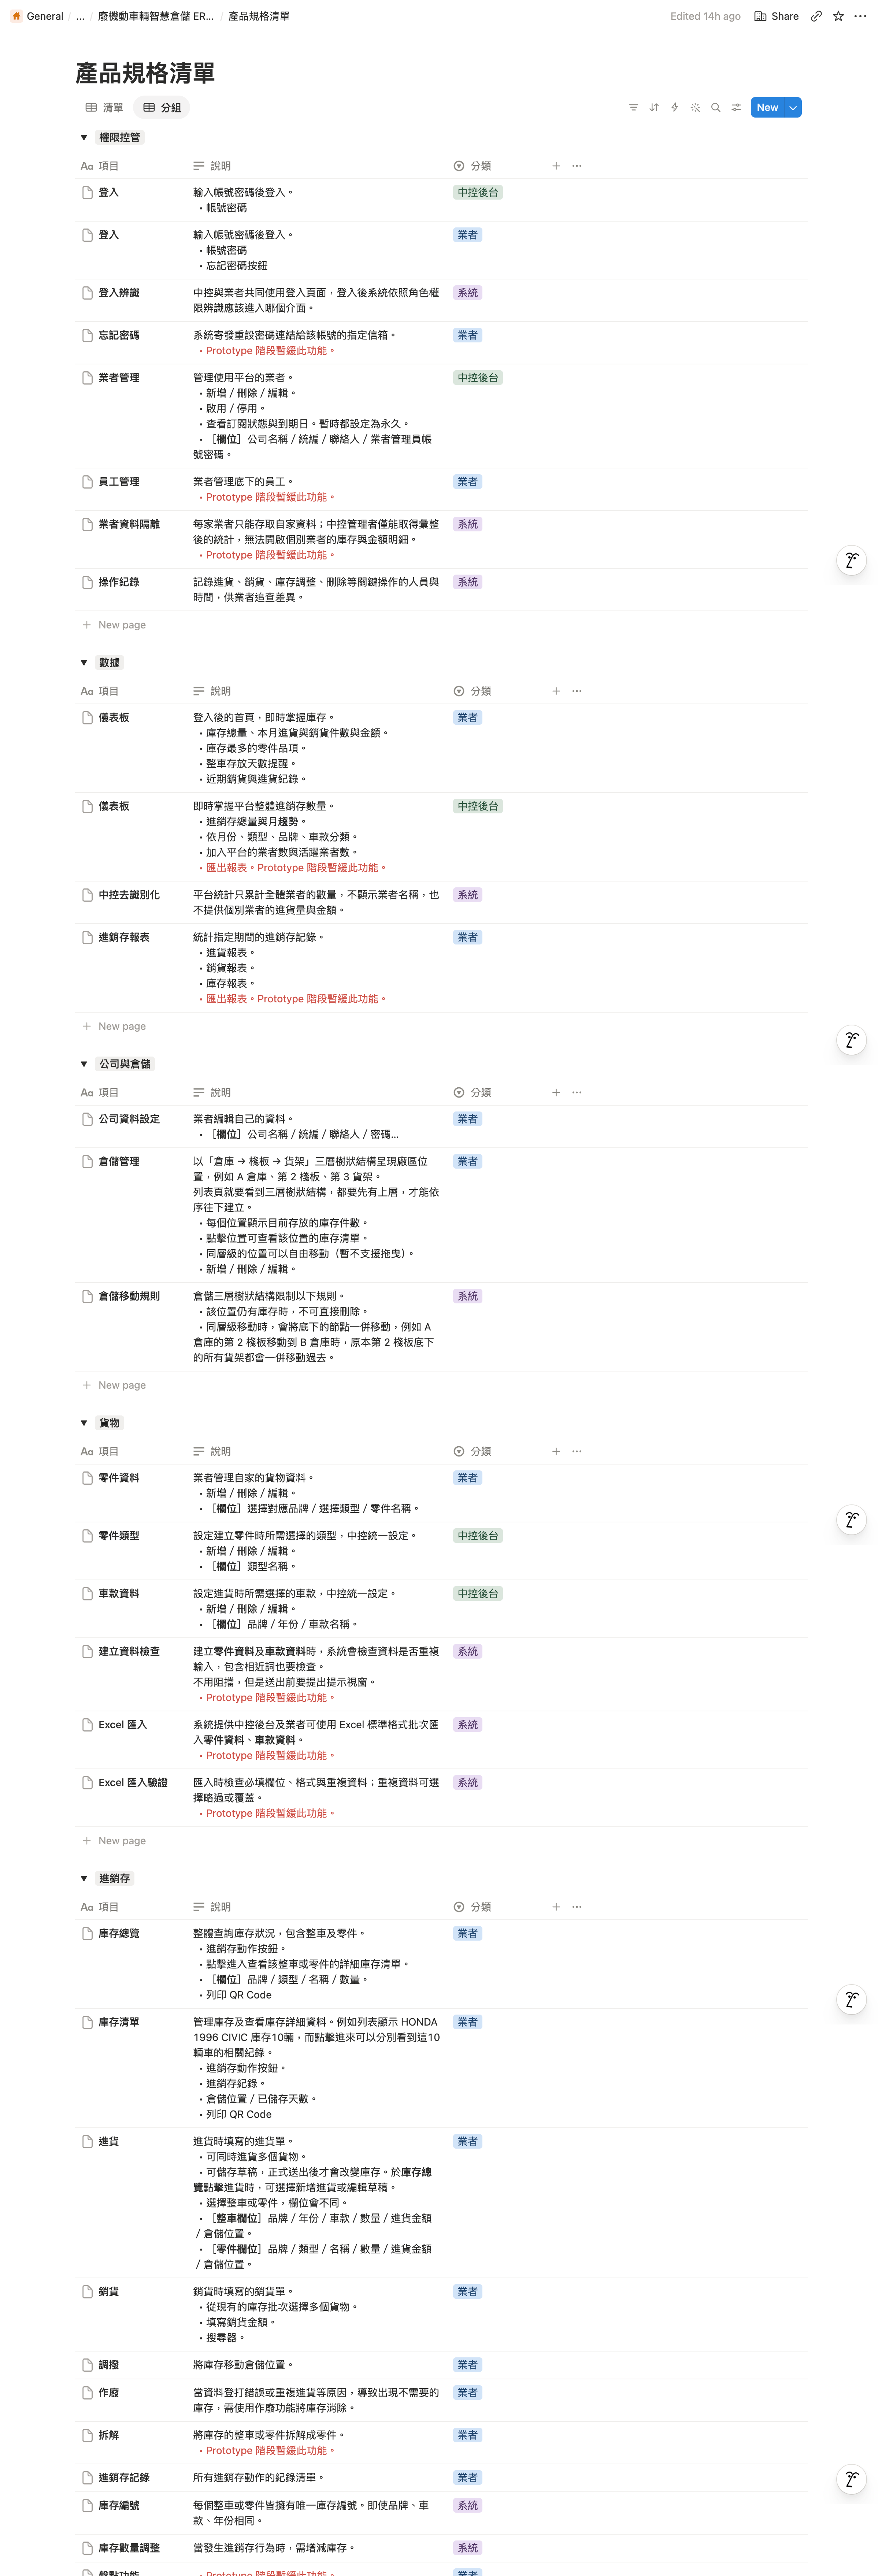 General / ... / 廢機動車輛智慧倉儲 ER... / 產品規格清單
Edited 14h ago
Share
產品規格清單
清單
分組
New
權限控管
Aa 項目 說明 分類
登入 輸入帳號密碼後登入。 中控後台
・帳號密碼
登入 輸入帳號密碼後登入。 業者
・帳號密碼
・忘記密碼按鈕
登入辨識 中控與業者共同使用登入頁面，登入後系統依照角色權 系統
限辨識應該進入哪個介面。
忘記密碼 系統寄發重設密碼連結給該帳號的指定信箱。 業者
・Prototype 階段暫緩此功能。
業者管理 管理使用平台的業者。 中控後台
・新增 / 刪除 / 編輯。
・啟用 / 停用。
・查看訂閱狀態與到期日。暫時都設定為永久。
・［欄位］公司名稱 / 統編 / 聯絡人 / 業者管理員帳
號密碼。
員工管理 業者管理底下的員工。 業者
・Prototype 階段暫緩此功能。
業者資料隔離 每家業者只能存取自家資料；中控管理者僅能取得彙整 系統
後的統計，無法開啟個別業者的庫存與金額明細。
・Prototype 階段暫緩此功能。
操作紀錄 記錄進貨、銷貨、庫存調整、刪除等關鍵操作的人員與 系統
時間，供業者追查差異。
New page
數據
Aa 項目 說明 分類
儀表板 登入後的首頁，即時掌握庫存。 業者
・庫存總量、本月進貨與銷貨件數與金額。
・庫存最多的零件品項。
・整車存放天數提醒。
・近期銷貨與進貨紀錄。
儀表板 即時掌握平台整體進銷存數量。 中控後台
・進銷存總量與月趨勢。
・依月份、類型、品牌、車款分類。
・加入平台的業者數與活躍業者數。
・匯出報表。Prototype 階段暫緩此功能。
中控去識別化 平台統計只累計全體業者的數量，不顯示業者名稱，也 系統
不提供個別業者的進貨量與金額。
進銷存報表 統計指定期間的進銷存記錄。 業者
・進貨報表。
・銷貨報表。
・庫存報表。
・匯出報表。Prototype 階段暫緩此功能。
New page
公司與倉儲
Aa 項目 說明 分類
公司資料設定 業者編輯自己的資料。 業者
・［欄位］公司名稱 / 統編 / 聯絡人 / 密碼...
倉儲管理 以「倉庫 → 棧板 → 貨架」三層樹狀結構呈現廠區位 業者
置，例如 A 倉庫、第 2 棧板、第 3 貨架。
列表頁就要看到三層樹狀結構，都要先有上層，才能依
序往下建立。
・每個位置顯示目前存放的庫存件數。
・點擊位置可查看該位置的庫存清單。
・同層級的位置可以自由移動（暫不支援拖曳）。
・新增 / 刪除 / 編輯。
倉儲移動規則 倉儲三層樹狀結構限制以下規則。 系統
・該位置仍有庫存時，不可直接刪除。
・同層級移動時，會將底下的節點一併移動，例如 A
倉庫的第 2 棧板移動到 B 倉庫時，原本第 2 棧板底下
的所有貨架都會一併移動過去。
New page
貨物
Aa 項目 說明 分類
零件資料 業者管理自家的貨物資料。 業者
・新增 / 刪除 / 編輯。
・［欄位］選擇對應品牌 / 選擇類型 / 零件名稱。
零件類型 設定建立零件時所需選擇的類型，中控統一設定。 中控後台
・新增 / 刪除 / 編輯。
・［欄位］類型名稱。
車款資料 設定進貨時所需選擇的車款，中控統一設定。 中控後台
・新增 / 刪除 / 編輯。
・［欄位］品牌 / 年份 / 車款名稱。
建立資料檢查 建立零件資料及車款資料時，系統會檢查資料是否重複 系統
輸入，包含相近詞也要檢查。
不用阻擋，但是送出前要提出提示視窗。
・Prototype 階段暫緩此功能。
Excel 匯入 系統提供中控後台及業者可使用 Excel 標準格式批次匯 系統
入零件資料、車款資料。
・Prototype 階段暫緩此功能。
Excel 匯入驗證 匯入時檢查必填欄位、格式與重複資料；重複資料可選 系統
擇略過或覆蓋。
・Prototype 階段暫緩此功能。
New page
進銷存
Aa 項目 說明 分類
庫存總覽 整體查詢庫存狀況，包含整車及零件。 業者
・進銷存動作按鈕。
・點擊進入查看該整車或零件的詳細庫存清單。
・［欄位］品牌 / 類型 / 名稱 / 數量。
・列印 QR Code
庫存清單 管理庫存及查看庫存詳細資料。例如列表顯示 HONDA 業者
1996 CIVIC 庫存10輛，而點擊進來可以分別看到這10
輛車的相關紀錄。
・進銷存動作按鈕。
・進銷存紀錄。
・倉儲位置 / 已儲存天數。
・列印 QR Code
進貨 進貨時填寫的進貨單。 業者
・可同時進貨多個貨物。
・可儲存草稿，正式送出後才會改變庫存。於庫存總
覽點擊進貨時，可選擇新增進貨或編輯草稿。
・選擇整車或零件，欄位會不同。
・［整車欄位］品牌 / 年份 / 車款 / 數量 / 進貨金額
/ 倉儲位置。
・［零件欄位］品牌 / 類型 / 名稱 / 數量 / 進貨金額
/ 倉儲位置。
銷貨 銷貨時填寫的銷貨單。 業者
・從現有的庫存批次選擇多個貨物。
・填寫銷貨金額。
・搜尋器。
調撥 將庫存移動倉儲位置。 業者
作廢 當資料登打錯誤或重複進貨等原因，導致出現不需要的 業者
庫存，需使用作廢功能將庫存消除。
拆解 將庫存的整車或零件拆解成零件。 業者
・Prototype 階段暫緩此功能。
進銷存記錄 所有進銷存動作的紀錄清單。 業者
庫存編號 每個整車或零件皆擁有唯一庫存編號。即使品牌、車 系統
款、年份相同。
庫存數量調整 當發生進銷存行為時，需增減庫存。 系統
盤點功能 ・Prototype 階段暫緩此功能。 業者